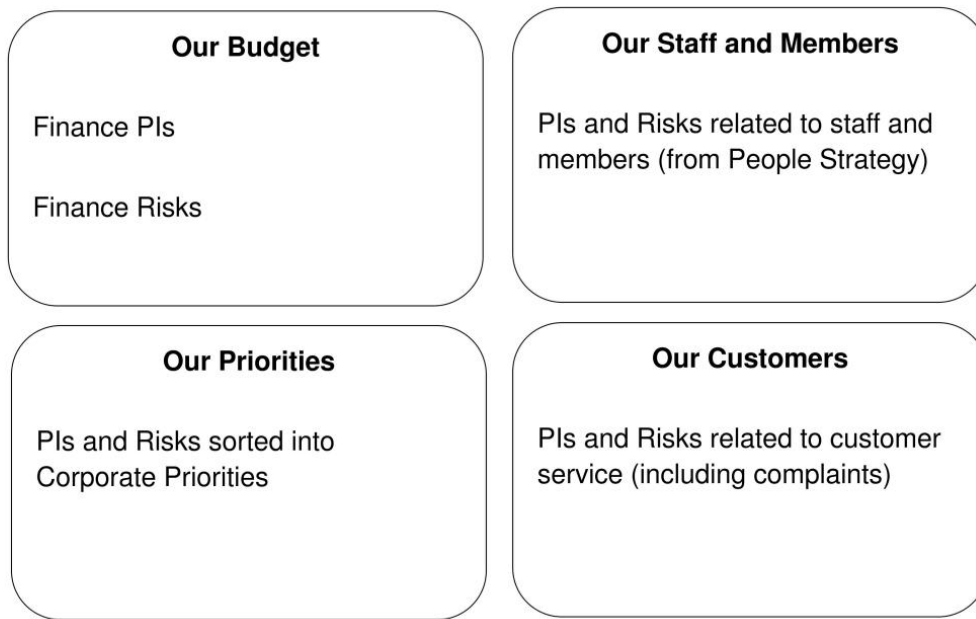 Our Budget
Finance PIs
Finance Risks
Our Staff and Members
PIs and Risks related to staff and
members (from People Strategy)
Our Priorities
PIs and Risks sorted into
Corporate Priorities
Our Customers
PIs and Risks related to customer
service (including complaints)